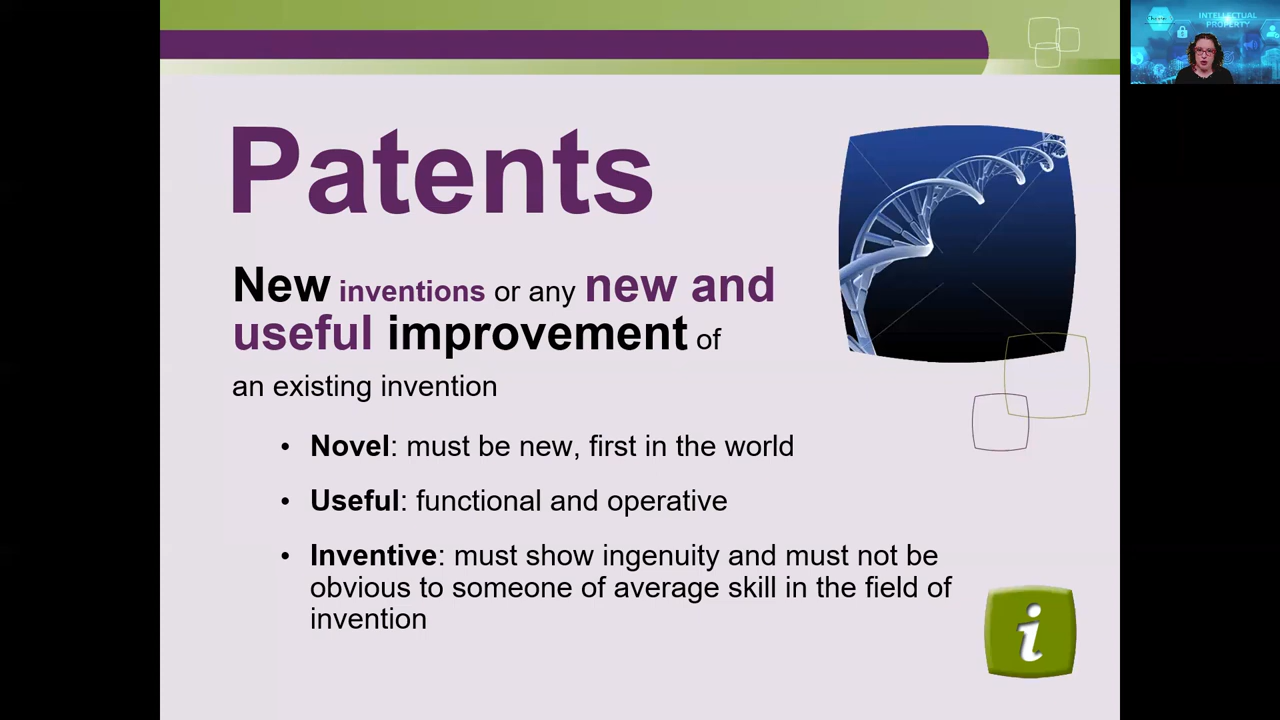 INTELLECTUAL
PROPERTY
Patents
New inventions or any new and
useful improvement of
an existing invention
• Novel: must be new, first in the world
• Useful: functional and operative
• Inventive: must show ingenuity and must not be
obvious to someone of average skill in the field of
invention
i